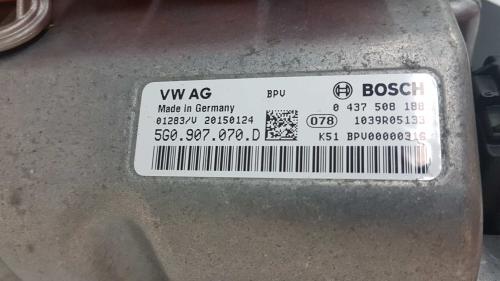 VW AG BPV BOSCH
Made in Germany 0 437 508 188
01283/V 20150124 078 1039R05133
5G0.907.070.D K51 BPV00000316